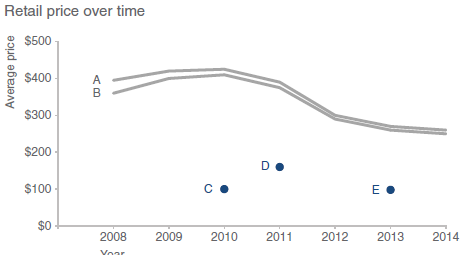 Retail price over time
Average price
$500
$400
$300
$200
$100
$0
A
B
C
D
E
2008 2009 2010 2011 2012 2013 2014
Year